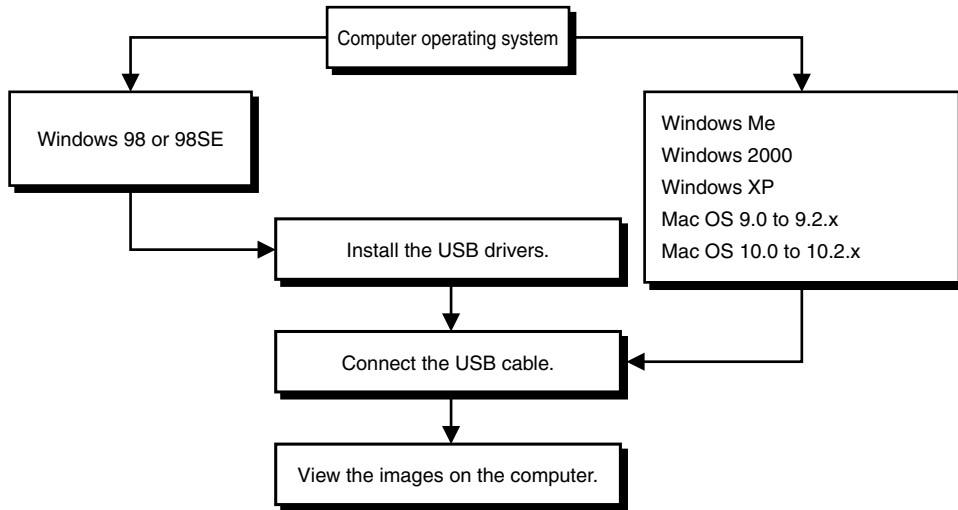 Computer operating system
Windows 98 or 98SE
Windows Me
Windows 2000
Windows XP
Mac OS 9.0 to 9.2.x
Mac OS 10.0 to 10.2.x
Install the USB drivers.
Connect the USB cable.
View the images on the computer.